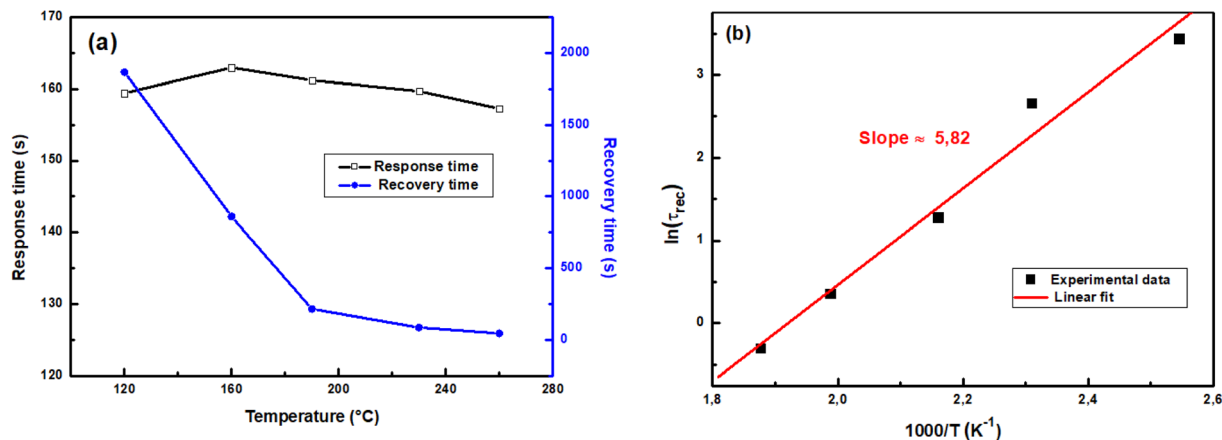 (a)
170
160
150
140
130
120
Response time (s)
120
160
200
240
280
Temperature (°C)
2000
1750
1000
500
250
0
Recovery time (s)
Response time
Recovery time
(b)
3
2
1
0
ln(τrec)
1,8
2,0
2,2
2,4
2,6
1000/T (K⁻¹)
Slope ≈ 5,82
Experimental data
Linear fit